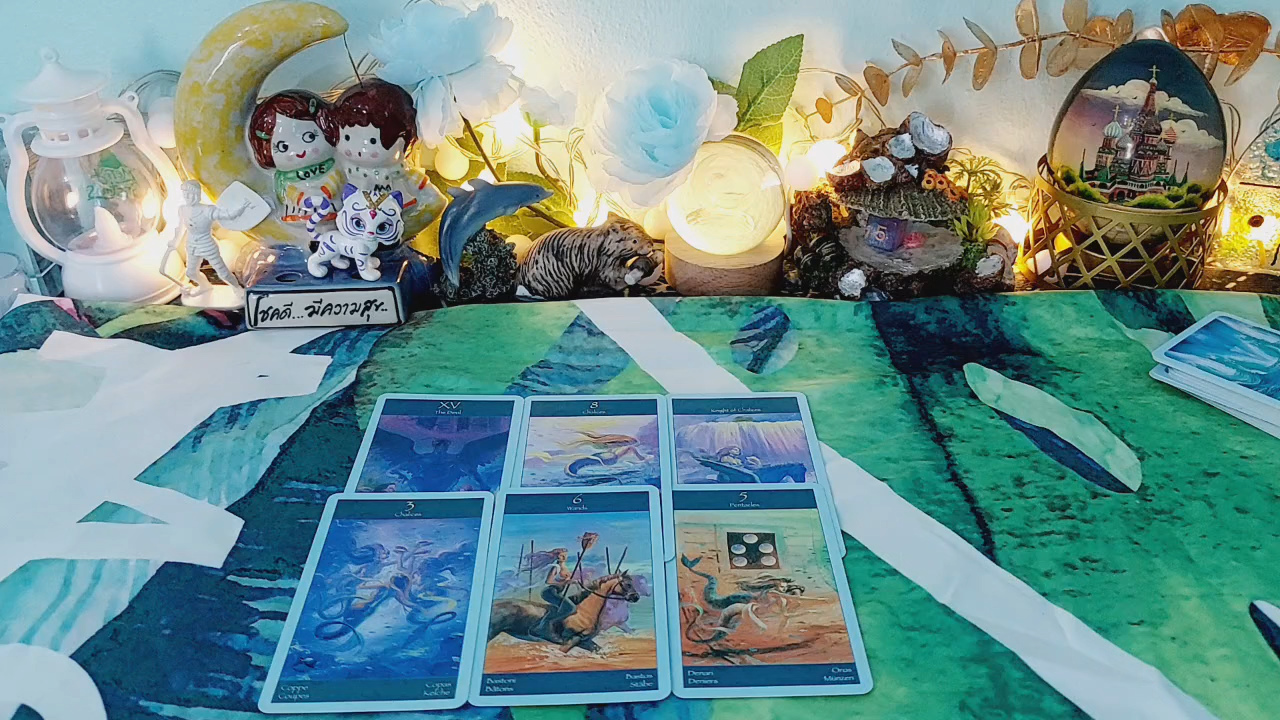 LOVE
โชคดี...มีความสุข..
XV
The Devil
8
Chalices
Knight of Chalices
3
Chalices
Coppe
Coupes
Copas
Kelche
6
Wands
Bastoni
Bâtons
Bastos
Stäbe
5
Pentacles
Denari
Deniers
Oros
Münzen